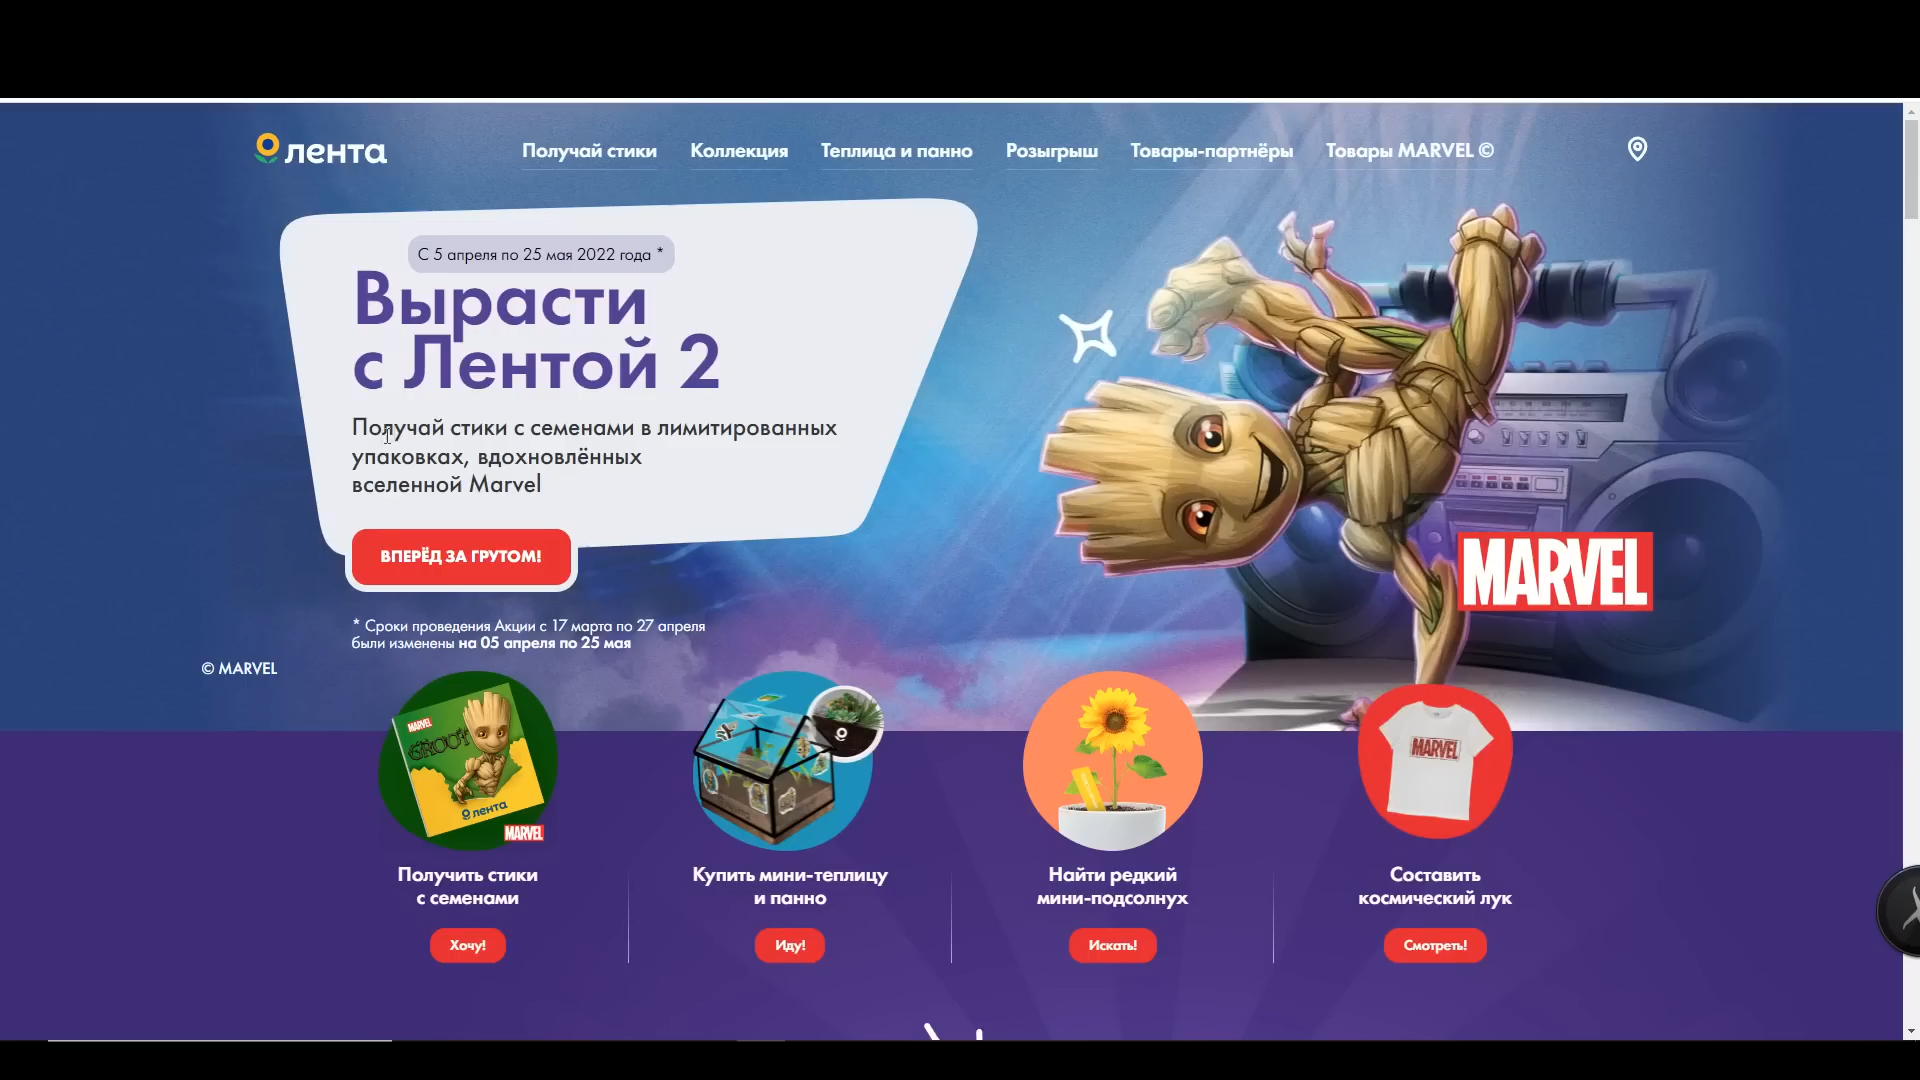 лента
Получай стики
Коллекция
Теплица и панно
Розыгрыш
Товары-партнёры
Товары MARVEL ©
С 5 апреля по 25 мая 2022 года *
Вырасти
с Лентой 2
Получай стики с семенами в лимитированных
упаковках, вдохновлённых
вселенной Marvel
ВПЕРЁД ЗА ГРУТОМ!
* Сроки проведения Акции с 17 марта по 27 апреля
были изменены на 05 апреля по 25 мая
MARVEL
© MARVEL
MARVEL
GROOT
лента
MARVEL
MARVEL
Получить стики
с семенами
Хочу!
Купить мини-теплицу
и панно
Иду!
Найти редкий
мини-подсолнух
Искать!
Составить
космический лук
Смотреть!